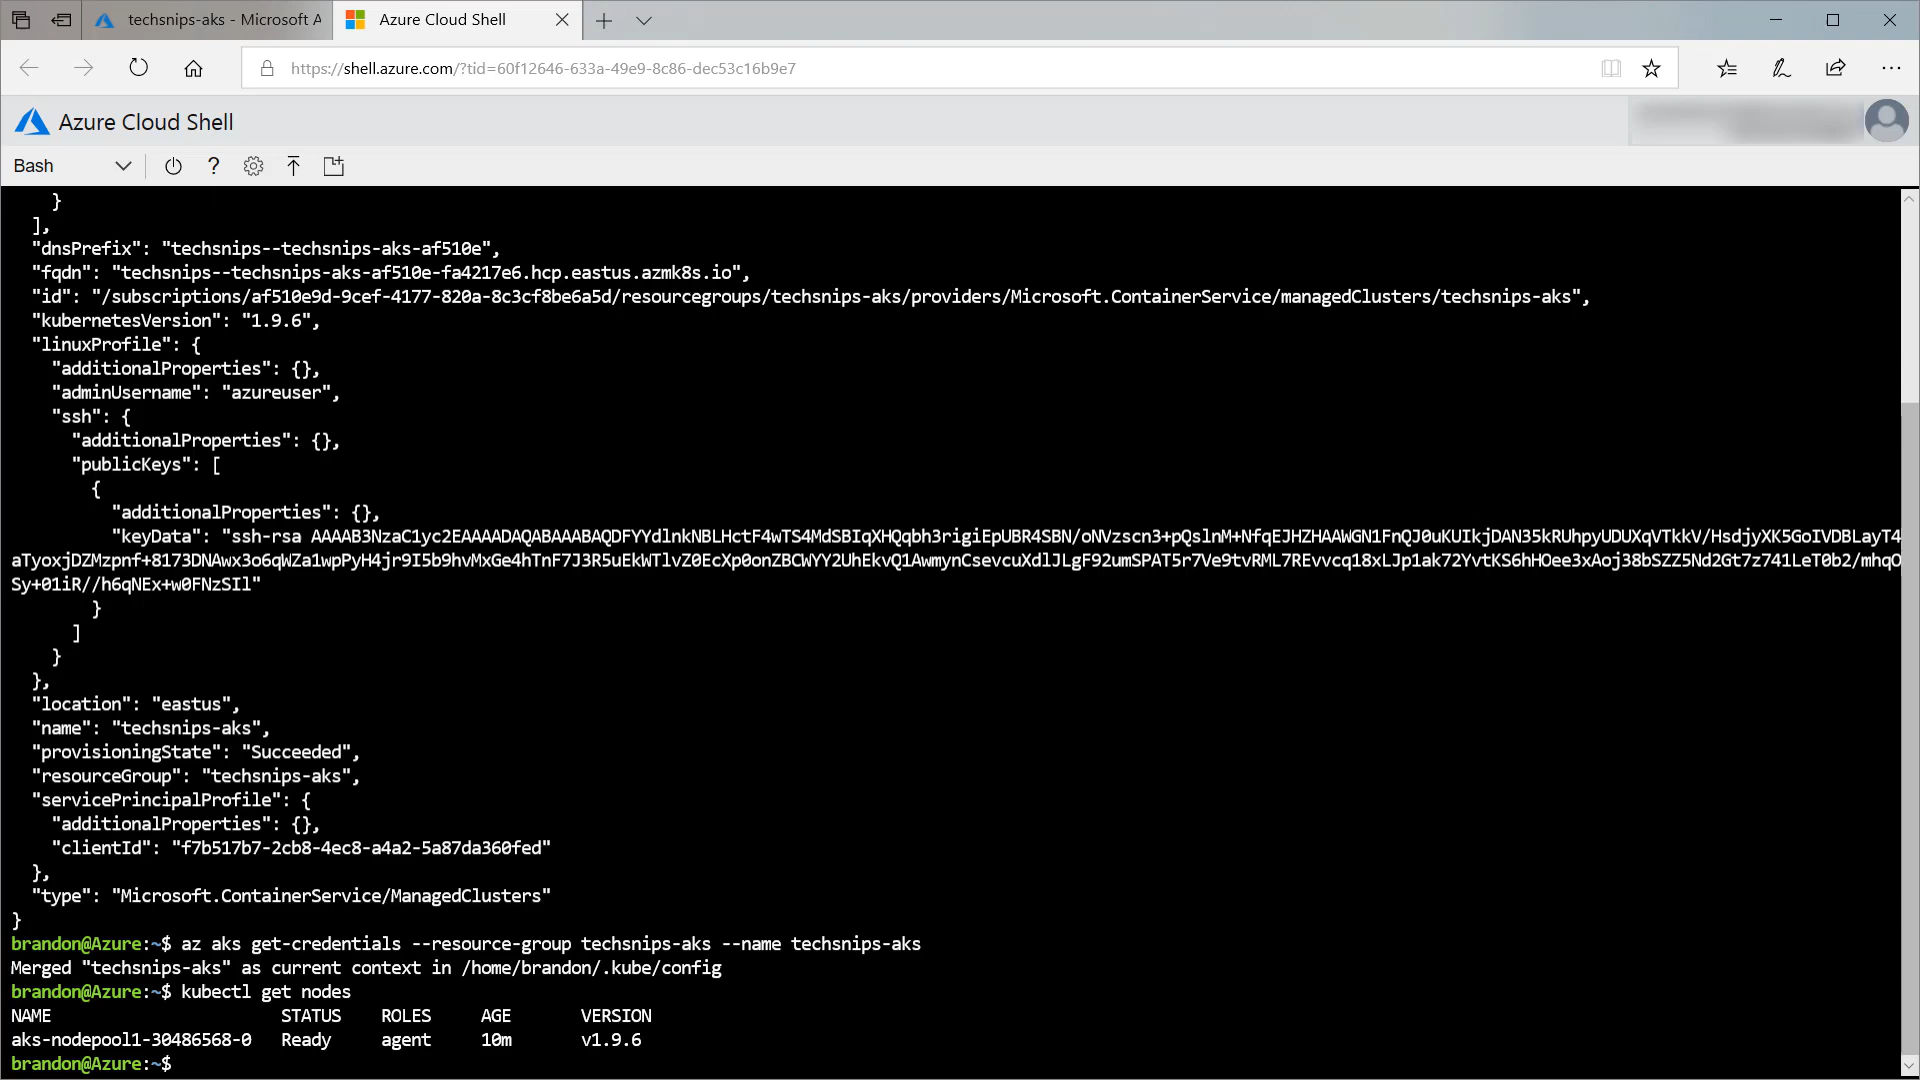 techsnips-aks - Microsoft A
Azure Cloud Shell
https://shell.azure.com/?tid=60f12646-633a-49e9-8c86-dec53c16b9e7
Azure Cloud Shell
Bash
}
],
"dnsPrefix": "techsnips--techsnips-aks-af510e",
"fqdn": "techsnips--techsnips-aks-af510e-fa4217e6.hcp.eastus.azmk8s.io",
"id": "/subscriptions/af510e9d-9cef-4177-820a-8c3cf8be6a5d/resourcegroups/techsnips-aks/providers/Microsoft.ContainerService/managedClusters/techsnips-aks",
"kubernetesVersion": "1.9.6",
"linuxProfile": {
"additionalProperties": {},
"adminUsername": "azureuser",
"ssh": {
"additionalProperties": {},
"publicKeys": [
{
"additionalProperties": {},
"keyData": "ssh-rsa AAAAB3NzaC1yc2EAAAADAQABAAABAQDFYYdlnkNBLHctF4wTS4MdSBIqXHQqbh3rigiEpUBR4SBN/oNVzscn3+pQslnM+NfqEJHZHAAWGN1FnQJ0uKUIkjDAN35kRUhpyUDUXqVTkkV/HsdjyXK5GoIVDBLayT4
aTyoxjDZMzpnf+8173DNAwx3o6qWZa1wpPyH4jr9I5b9hvMxGe4hTnF7J3R5uEkWTlvZ0EcXp0onZBCWYY2UhEkvQ1AwmynCsevcuXdlJLgF92umSPAT5r7Ve9tvRML7REvvcq18xLJp1ak72YvtKS6hHOee3xAoj38bSZZ5Nd2Gt7z741LeT0b2/mhqO
Sy+01iR//h6qNEx+w0FNzSIl"
}
]
}
},
"location": "eastus",
"name": "techsnips-aks",
"provisioningState": "Succeeded",
"resourceGroup": "techsnips-aks",
"servicePrincipalProfile": {
"additionalProperties": {},
"clientId": "f7b517b7-2cb8-4ec8-a4a2-5a87da360fed"
},
"type": "Microsoft.ContainerService/ManagedClusters"
}
brandon@Azure:~$ az aks get-credentials --resource-group techsnips-aks --name techsnips-aks
Merged "techsnips-aks" as current context in /home/brandon/.kube/config
brandon@Azure:~$ kubectl get nodes
NAME STATUS ROLES AGE VERSION
aks-nodepool1-30486568-0 Ready agent 10m v1.9.6
brandon@Azure:~$